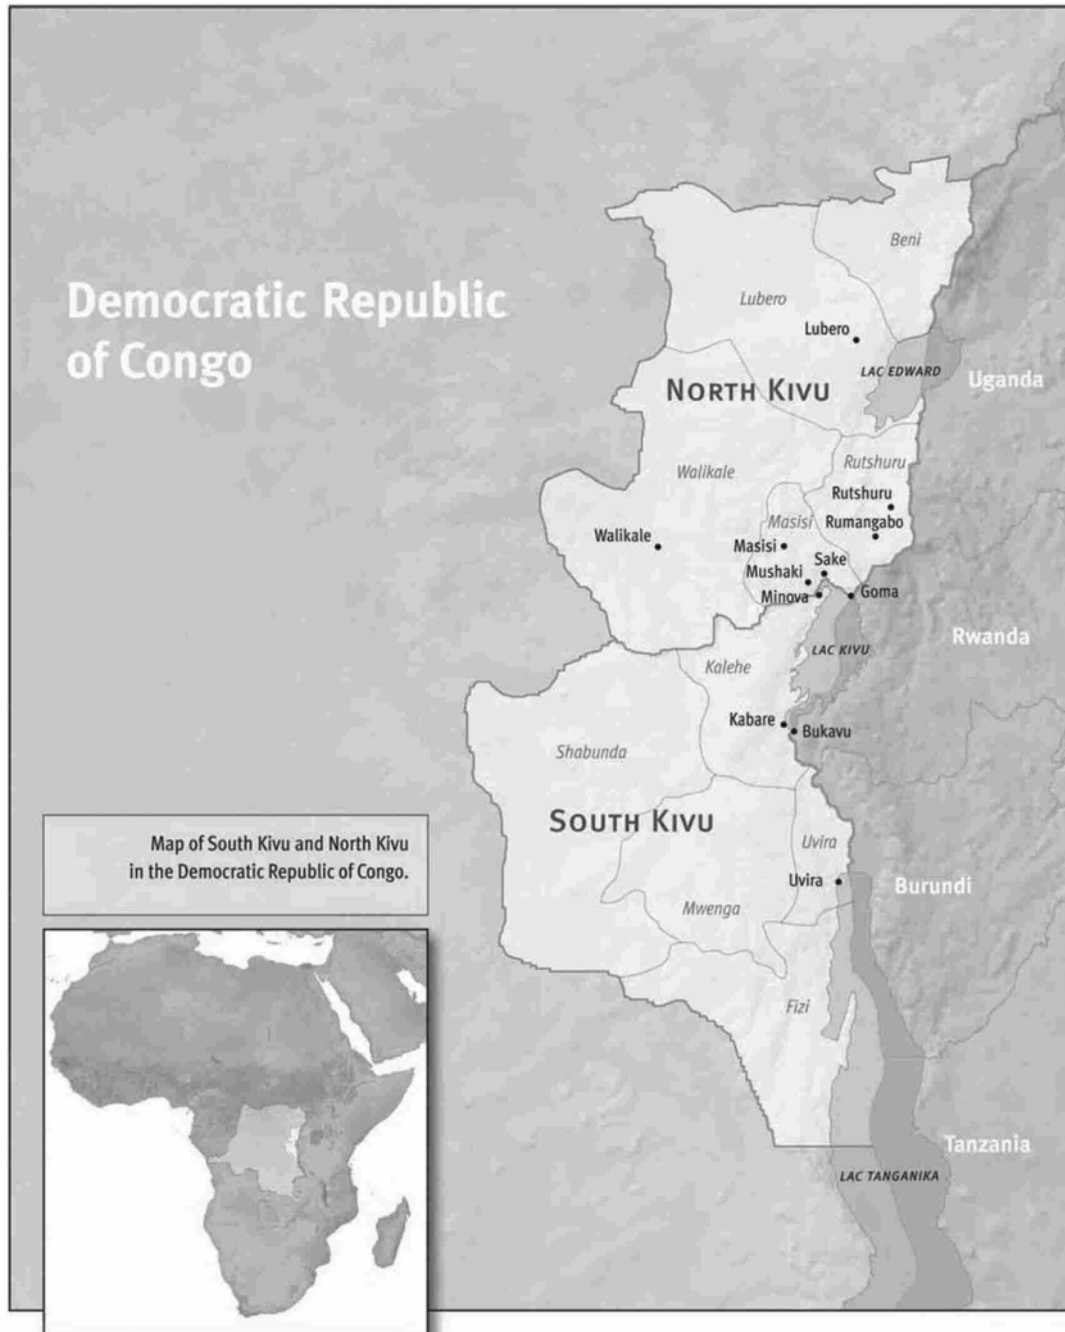 Democratic Republic
of Congo
Beni
Lubero
Lubero
LAC EDWARD
Uganda
NORTH KIVU
Rutshuru
Walikale
Rutshuru
Masisi
Rumangabo
Walikale
Masisi
Sake
Mushaki
Minova
Goma
Rwanda
LAC KIVU
Kalehe
Kabare
Bukavu
Shabunda
SOUTH KIVU
Uvira
Map of South Kivu and North Kivu
in the Democratic Republic of Congo.
Uvira
Burundi
Mwenga
Fizi
Tanzania
LAC TANGANIKA